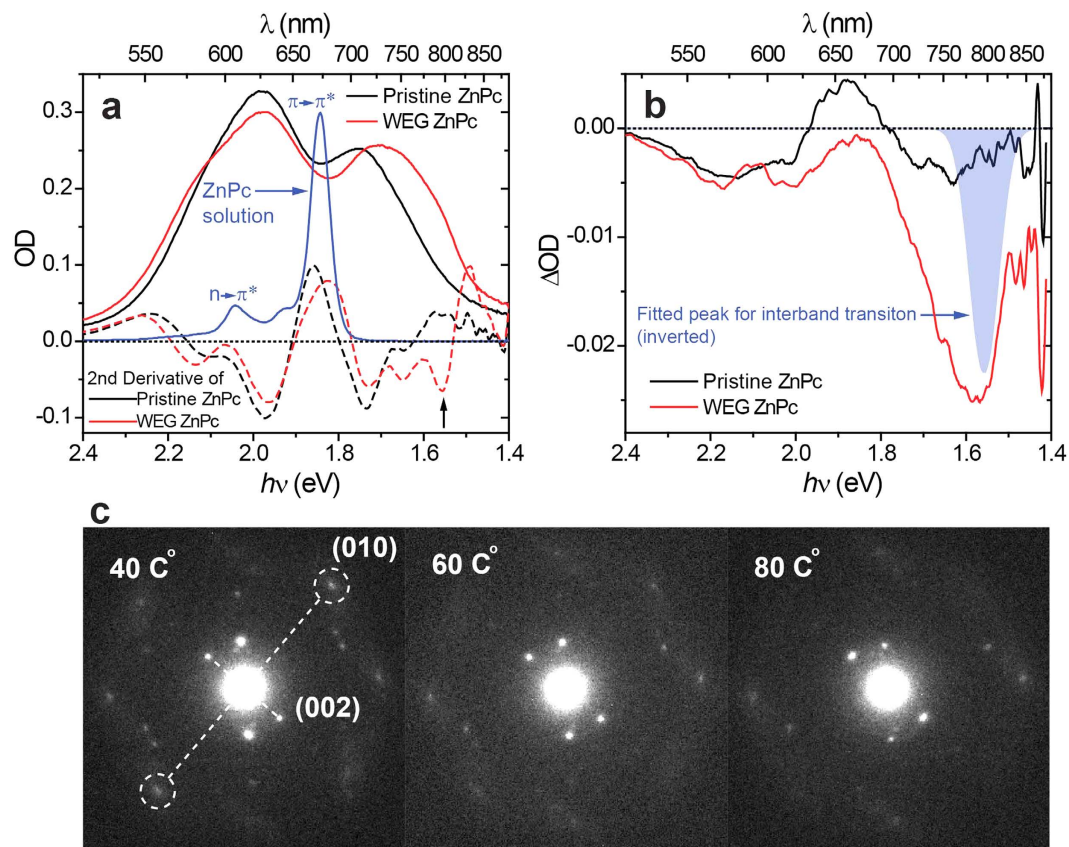 λ (nm)
550 600 650 700 750 800 850
a
π→π*
Pristine ZnPc
WEG ZnPc
ZnPc
solution
n→π*
OD
0.3
0.2
0.1
0.0
-0.1
2nd Derivative of
Pristine ZnPc
WEG ZnPc
2.4 2.2 2.0 1.8 1.6 1.4
hν (eV)
λ (nm)
550 600 650 700 750 800 850
b
ΔOD
0.00
-0.01
-0.02
Fitted peak for interband transiton
(inverted)
Pristine ZnPc
WEG ZnPc
2.4 2.2 2.0 1.8 1.6 1.4
hν (eV)
c
40 C°
(010)
(002)
60 C°
80 C°